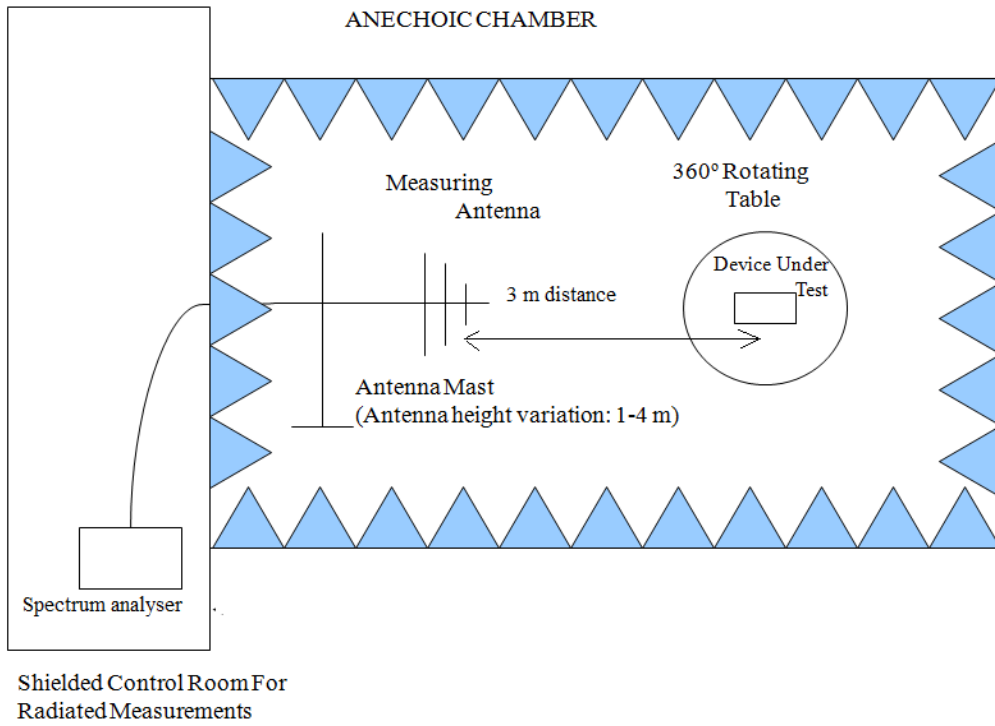 ANECHOIC CHAMBER
Measuring
Antenna
360º Rotating
Table
Device Under
Test
3 m distance
Antenna Mast
(Antenna height variation: 1-4 m)
Spectrum analyser
Shielded Control Room For
Radiated Measurements